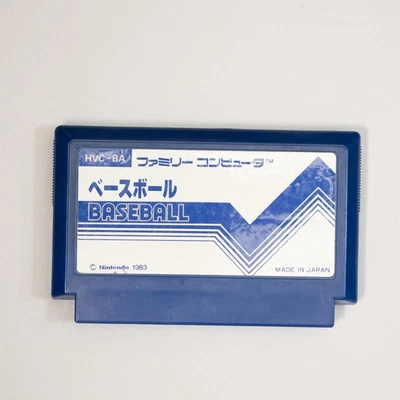 HVC-BA ファミリー コンピュータ™
ベースボール
BASEBALL
© Nintendo 1983
MADE IN JAPAN